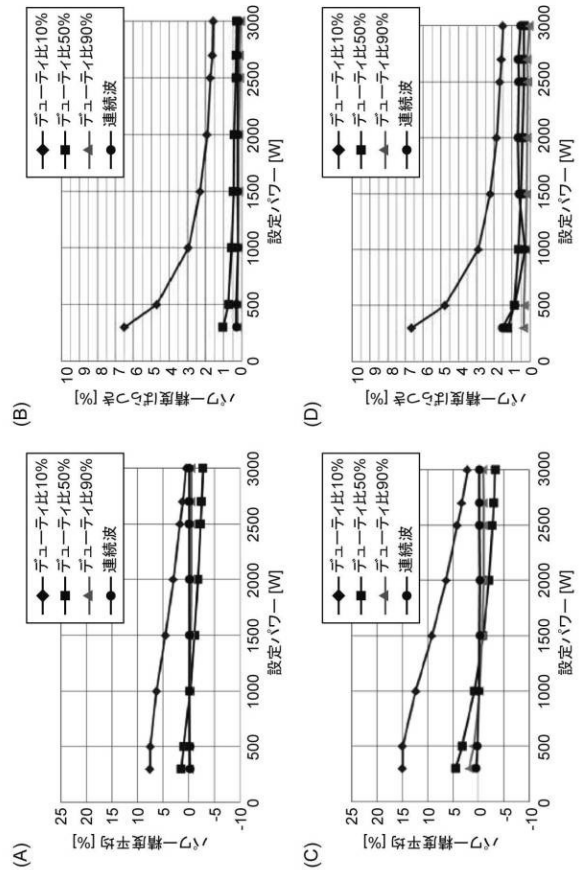 (A)
パワー精度平均 [%]
25
20
15
10
5
0
-5
-10
0
500
1000
1500
2000
2500
3000
設定パワー [W]
デューティ比10%
デューティ比50%
デューティ比90%
連続波
(B)
パワー精度ばらつき [%]
10
9
8
7
6
5
4
3
2
1
0
0
500
1000
1500
2000
2500
3000
設定パワー [W]
デューティ比10%
デューティ比50%
デューティ比90%
連続波
(C)
パワー精度平均 [%]
25
20
15
10
5
0
-5
-10
0
500
1000
1500
2000
2500
3000
設定パワー [W]
デューティ比10%
デューティ比50%
デューティ比90%
連続波
(D)
パワー精度ばらつき [%]
10
9
8
7
6
5
4
3
2
1
0
0
500
1000
1500
2000
2500
3000
設定パワー [W]
デューティ比10%
デューティ比50%
デューティ比90%
連続波